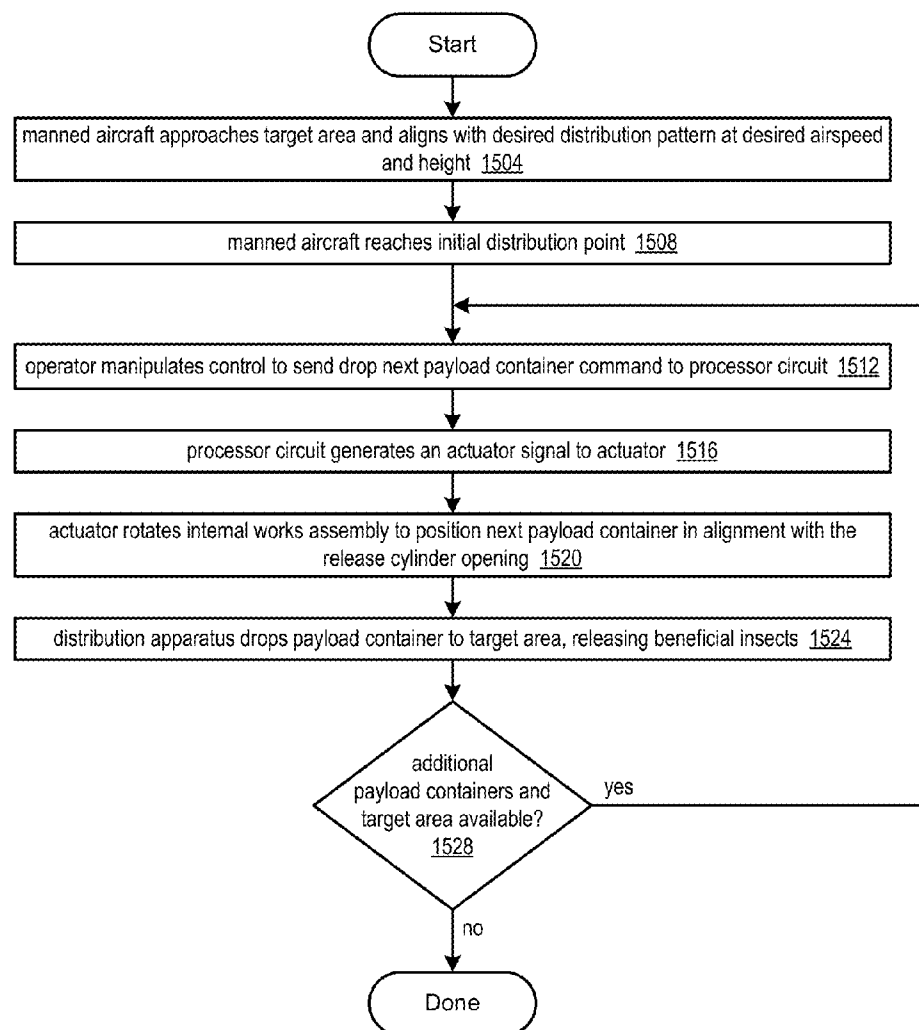 Start
manned aircraft approaches target area and aligns with desired distribution pattern at desired airspeed
and height 1504
manned aircraft reaches initial distribution point 1508
operator manipulates control to send drop next payload container command to processor circuit 1512
processor circuit generates an actuator signal to actuator 1516
actuator rotates internal works assembly to position next payload container in alignment with the
release cylinder opening 1520
distribution apparatus drops payload container to target area, releasing beneficial insects 1524
additional
payload containers and
target area available?
1528
yes
no
Done